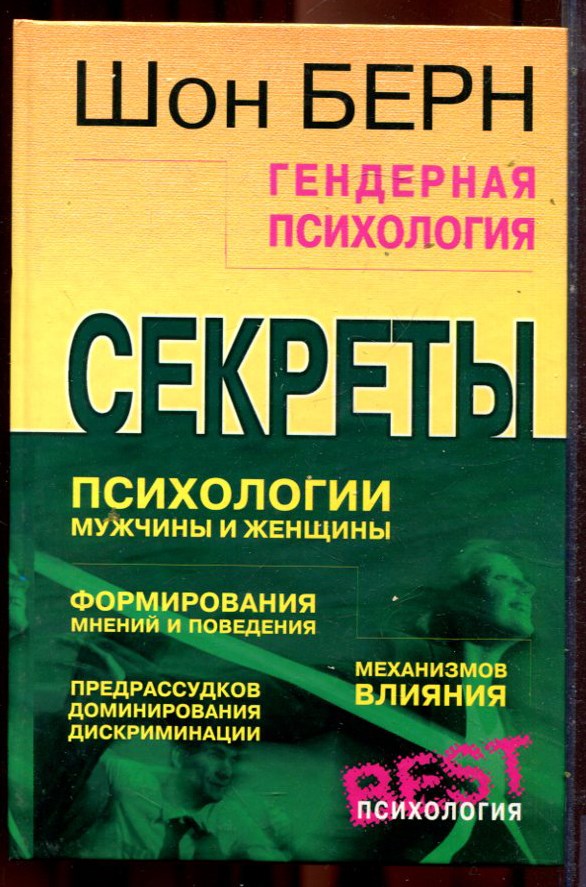 Шон БЕРН
ГЕНДЕРНАЯ
ПСИХОЛОГИЯ
СЕКРЕТЫ
ПСИХОЛОГИИ
МУЖЧИНЫ И ЖЕНЩИНЫ
ФОРМИРОВАНИЯ
МНЕНИЙ И ПОВЕДЕНИЯ
МЕХАНИЗМОВ
ВЛИЯНИЯ
ПРЕДРАССУДКОВ
ДОМИНИРОВАНИЯ
ДИСКРИМИНАЦИИ
BEST
ПСИХОЛОГИЯ